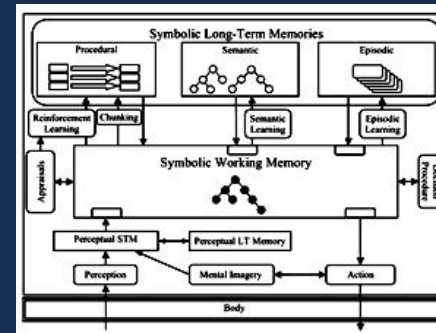 Symbolic Long-Term Memories
Procedural
Semantic
Episodic
Reinforcement
Learning
Chunking
Semantic
Learning
Episodic
Learning
Symbolic Working Memory
Appraisals
Procedure
Perceptual STM
Perceptual LT Memory
Perception
Mental Imagery
Action
Body